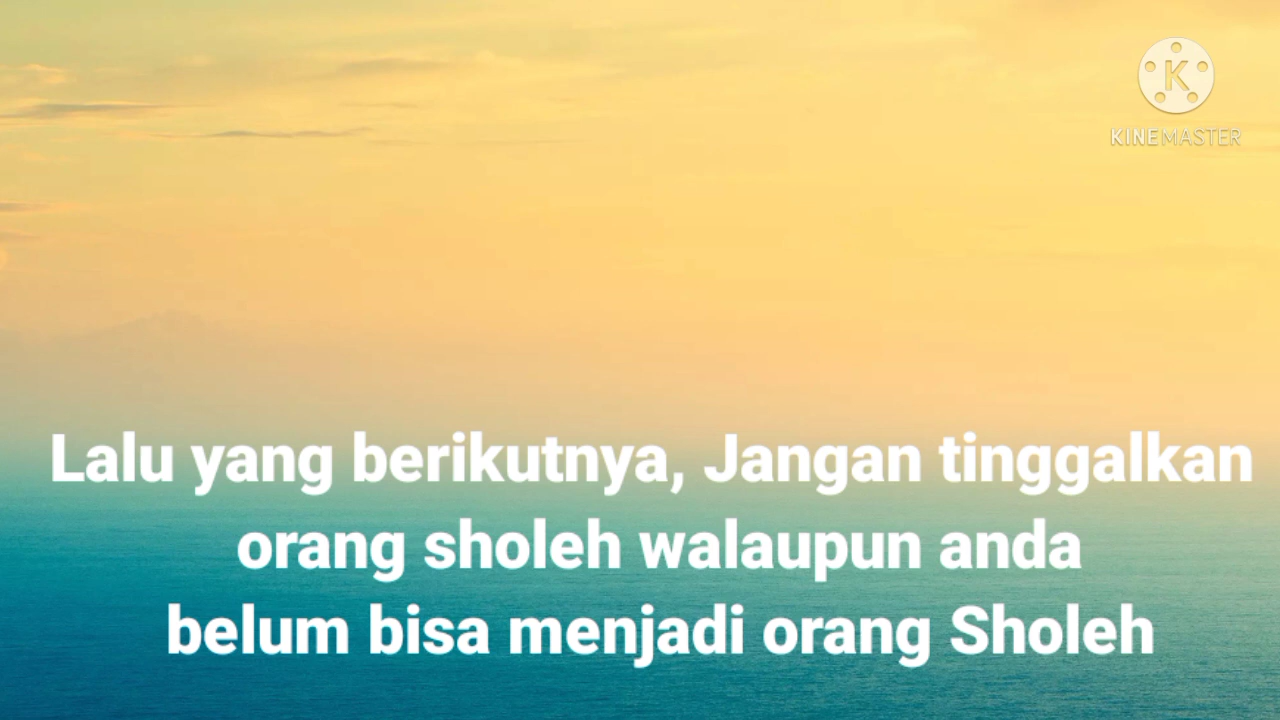 KINEMASTER
Lalu yang berikutnya, Jangan tinggalkan
orang sholeh walaupun anda
belum bisa menjadi orang Sholeh